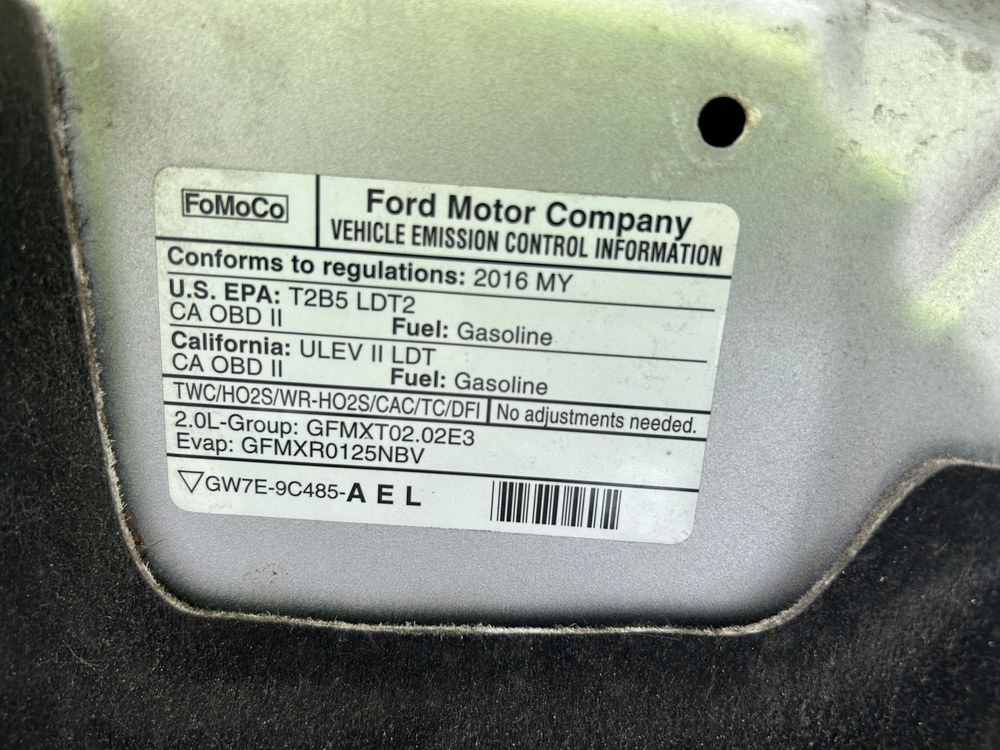 FoMoCo
Ford Motor Company
VEHICLE EMISSION CONTROL INFORMATION
Conforms to regulations: 2016 MY
U.S. EPA: T2B5 LDT2
CA OBD II Fuel: Gasoline
California: ULEV II LDT
CA OBD II Fuel: Gasoline
TWC/HO2S/WR-HO2S/CAC/TC/DFI No adjustments needed.
2.0L-Group: GFMXT02.02E3
Evap: GFMXR0125NBV
GW7E-9C485-A E L